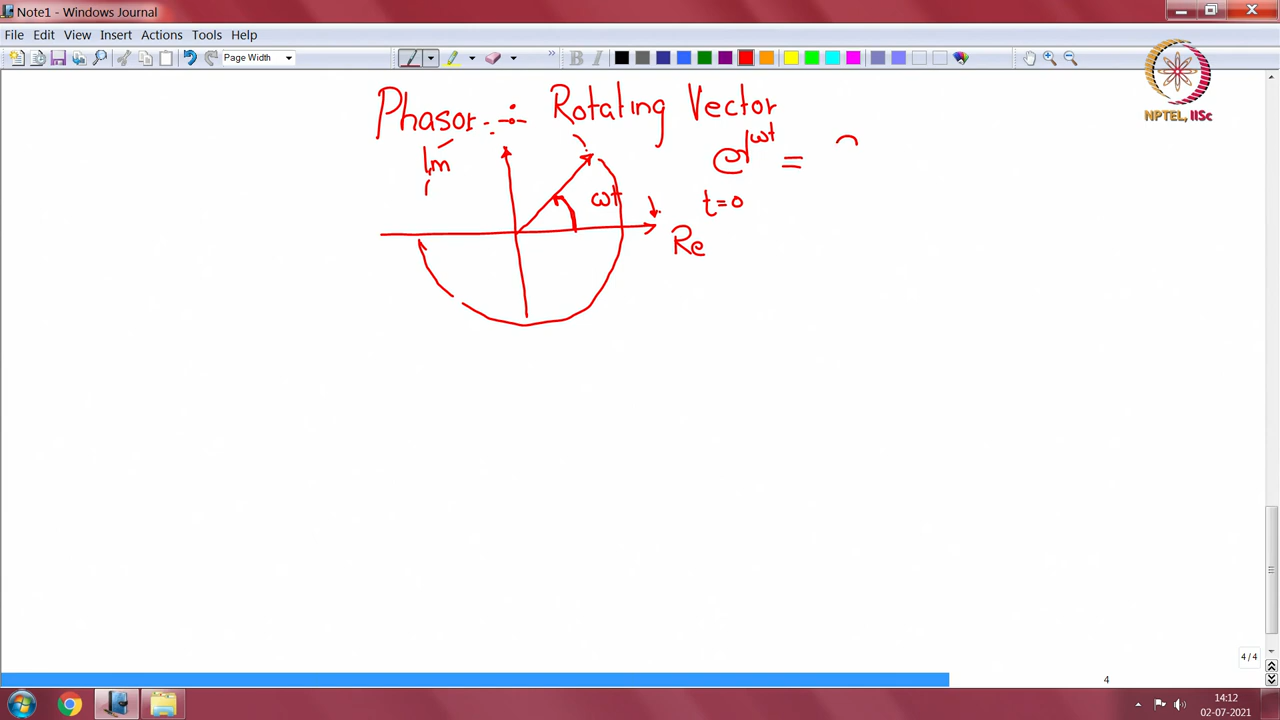 Note1 - Windows Journal
File Edit View Insert Actions Tools Help
Page Width
NPTEL, IISc
Phasor :- Rotating Vector
Im
e^jωt =
ωt
t=0
Re
4/4
4
14:12
02-07-2021